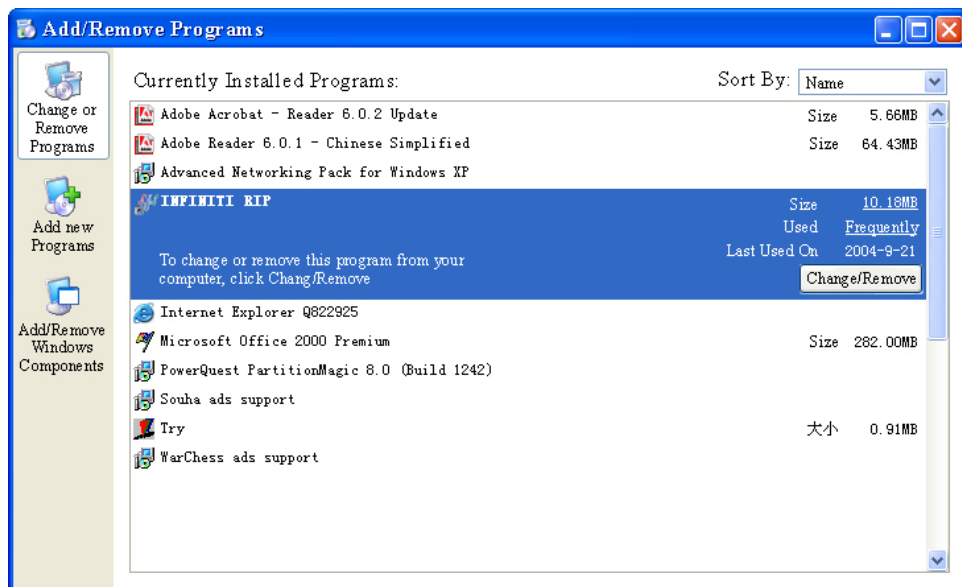 Add/Remove Programs
Change or
Remove
Programs
Add new
Programs
Add/Remove
Windows
Components
Currently Installed Programs:
Sort By: Name
Adobe Acrobat - Reader 6.0.2 Update Size 5.66MB
Adobe Reader 6.0.1 - Chinese Simplified Size 64.43MB
Advanced Networking Pack for Windows XP
INFINITI RIP Size 10.18MB
Used Frequently
Last Used On 2004-9-21
To change or remove this program from your
computer, click Chang/Remove
Change/Remove
Internet Explorer Q822925
Microsoft Office 2000 Premium Size 282.00MB
PowerQuest PartitionMagic 8.0 (Build 1242)
Souha ads support
Try 大小 0.91MB
WarChess ads support